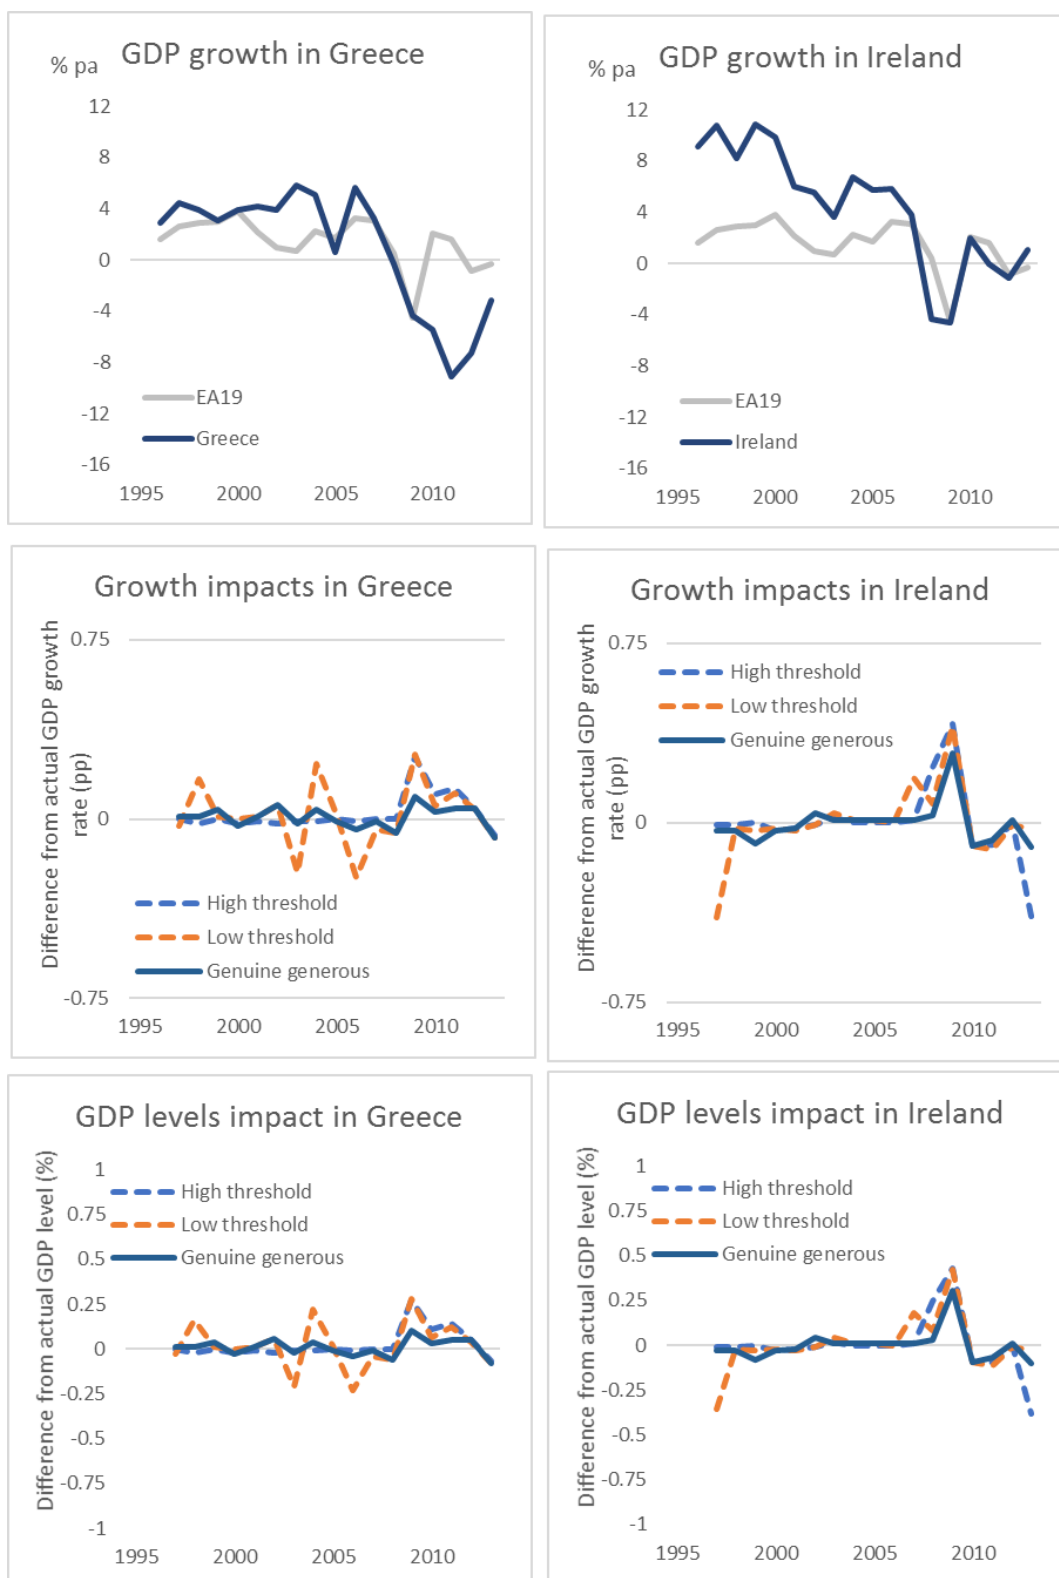 GDP growth in Greece
% pa
12
8
4
0
-4
-8
-12
-16
EA19
Greece
1995 2000 2005 2010
GDP growth in Ireland
% pa
12
8
4
0
-4
-8
-12
-16
EA19
Ireland
1995 2000 2005 2010
Growth impacts in Greece
Difference from actual GDP growth
rate (pp)
0.75
0
-0.75
High threshold
Low threshold
Genuine generous
1995 2000 2005 2010
Growth impacts in Ireland
Difference from actual GDP growth
rate (pp)
0.75
0
-0.75
High threshold
Low threshold
Genuine generous
1995 2000 2005 2010
GDP levels impact in Greece
Difference from actual GDP level (%)
1
0.75
0.5
0.25
0
-0.25
-0.5
-0.75
-1
High threshold
Low threshold
Genuine generous
1995 2000 2005 2010
GDP levels impact in Ireland
Difference from actual GDP level (%)
1
0.75
0.5
0.25
0
-0.25
-0.5
-0.75
-1
High threshold
Low threshold
Genuine generous
1995 2000 2005 2010